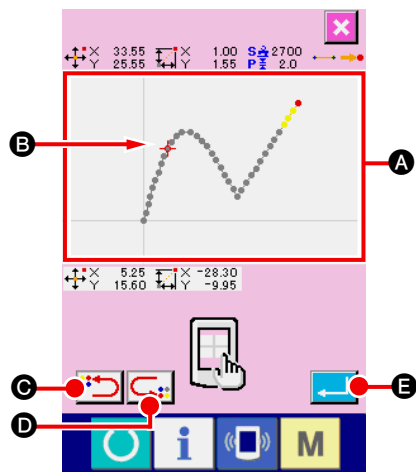 X 33.55 X 1.00 S 2700
Y 25.55 Y 1.55 P 2.0
B
A
X 5.25 X -28.30
Y 15.60 Y -9.95
C
D
E
i
M